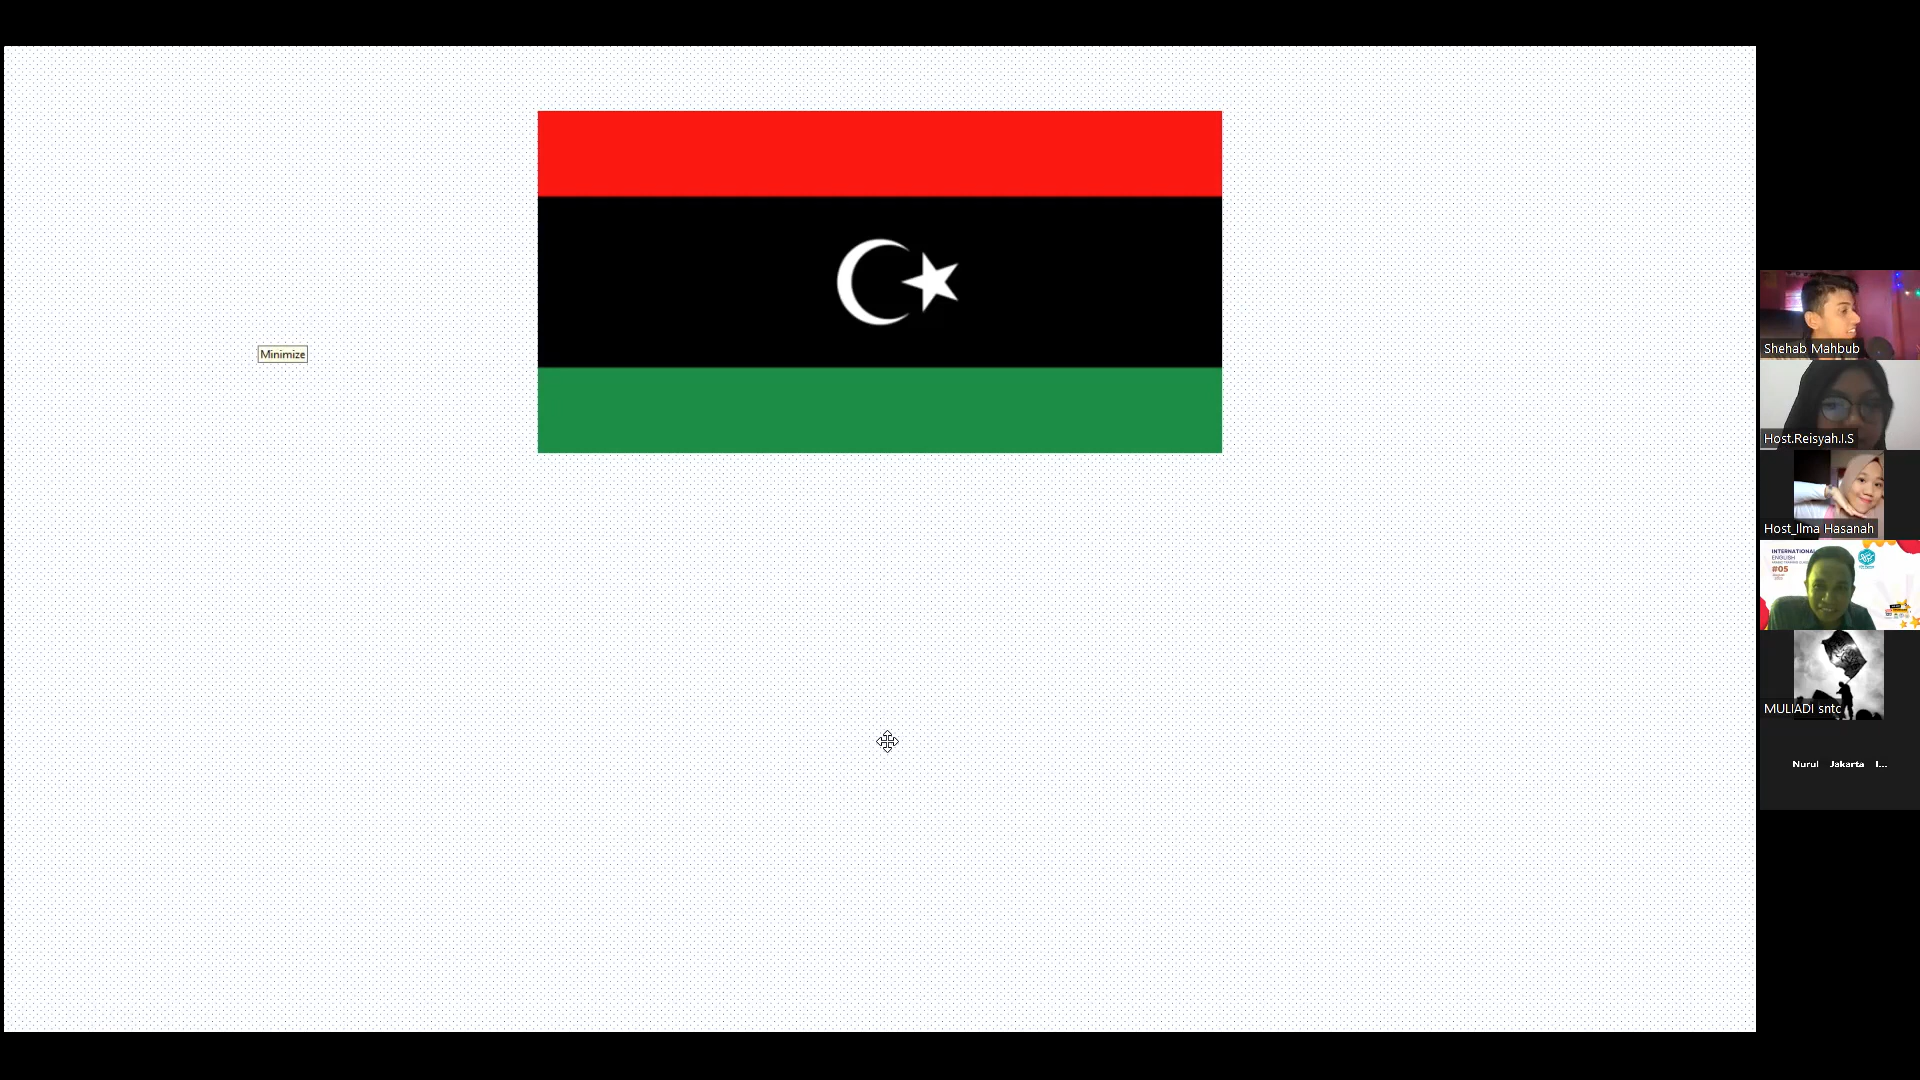 Minimize
Shehab Mahbub
Host.Reisyah.I.S
Host_Ilma Hasanah
INTERNATIONAL
ENGLISH
#05
MULIADI sntc
Nurul Jakarta I...